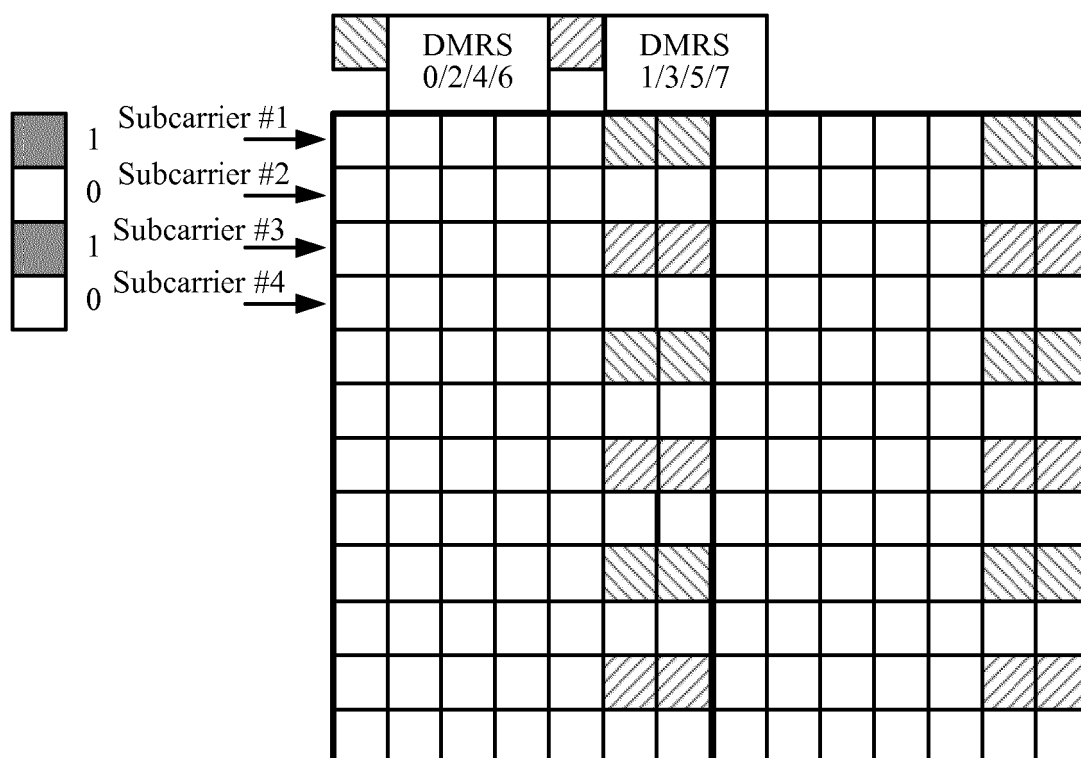 DMRS
0/2/4/6
DMRS
1/3/5/7
1 Subcarrier #1
0 Subcarrier #2
1 Subcarrier #3
0 Subcarrier #4